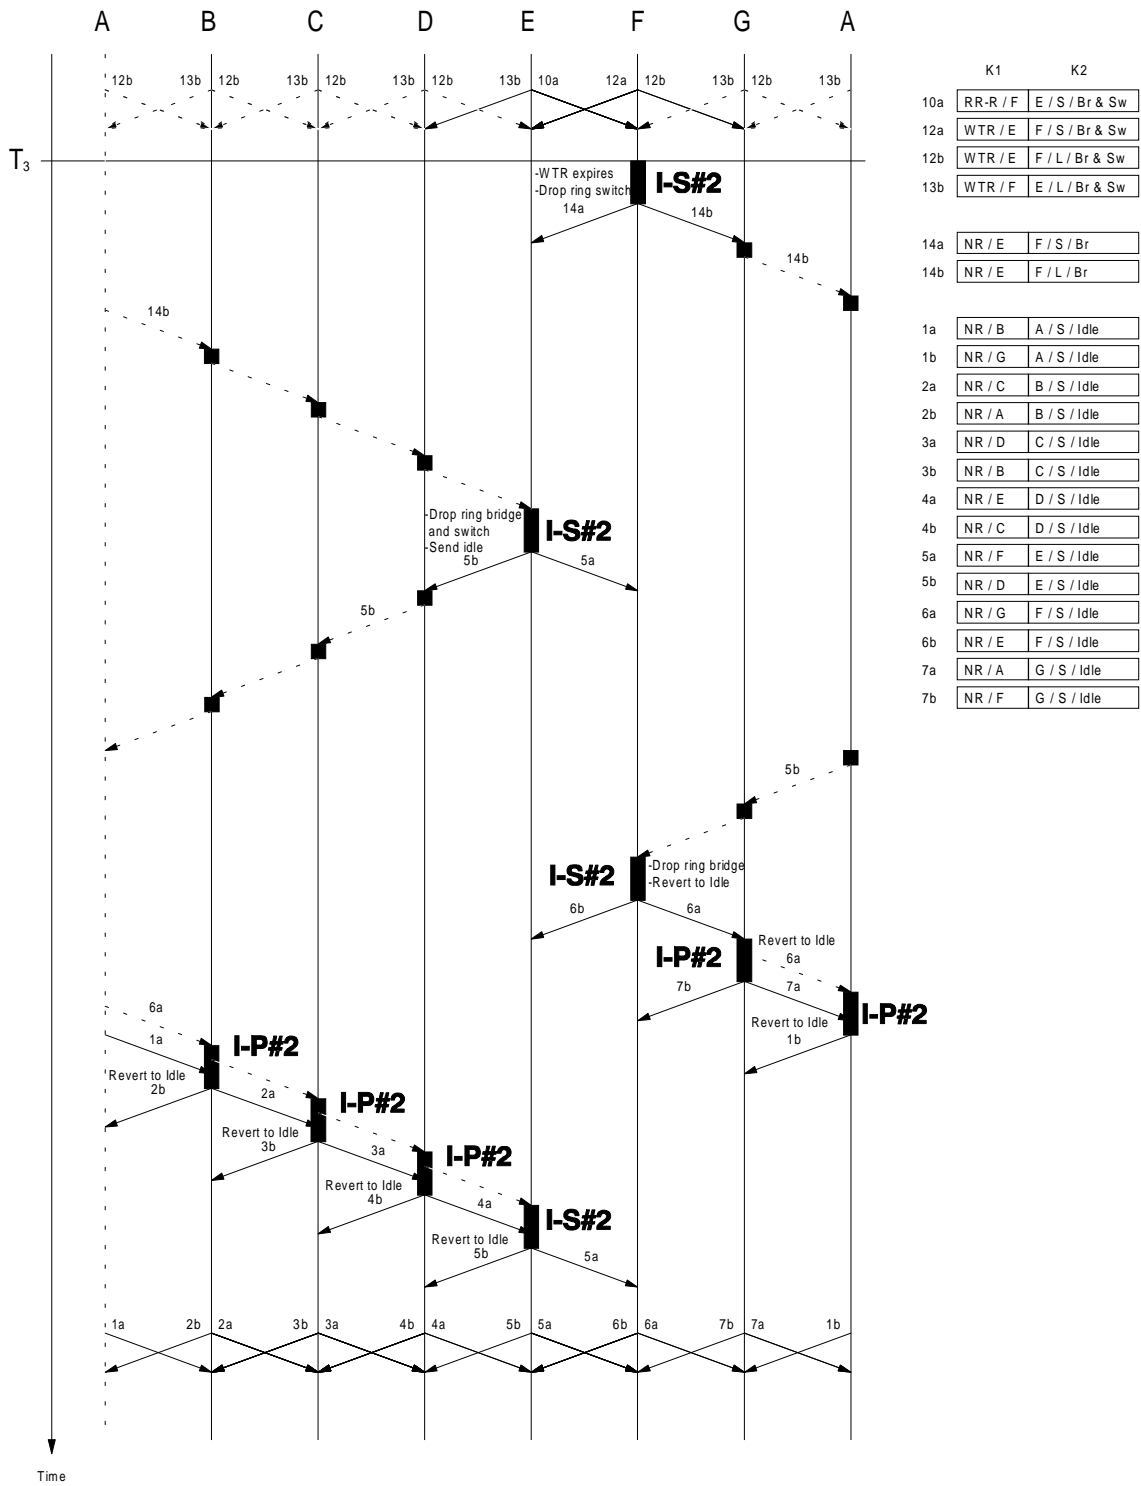 A B C D E F G A
K1 K2
12b 13b 12b 13b 12b 13b 12b 13b 10a 12a 12b 13b 12b 13b
10a RR-R / F E / S / Br & Sw
12a WTR / E F / S / Br & Sw
12b WTR / E F / L / Br & Sw
13b WTR / F E / L / Br & Sw
T3
-WTR expires
-Drop ring switch
I-S#2
14a 14b
14a NR / E F / S / Br
14b
14b NR / E F / L / Br
14b
1a NR / B A / S / Idle
1b NR / G A / S / Idle
2a NR / C B / S / Idle
2b NR / A B / S / Idle
3a NR / D C / S / Idle
3b NR / B C / S / Idle
4a NR / E D / S / Idle
-Drop ring bridge
and switch
-Send idle
I-S#2
4b NR / C D / S / Idle
5b 5a
5a NR / F E / S / Idle
5b NR / D E / S / Idle
5b
6a NR / G F / S / Idle
6b NR / E F / S / Idle
7a NR / A G / S / Idle
7b NR / F G / S / Idle
5b
I-S#2
-Drop ring bridge
-Revert to Idle
6b 6a
Revert to Idle
I-P#2
6a
7b 7a
6a
I-P#2
Revert to Idle
1a
1b
I-P#2
Revert to Idle
2b 2a
I-P#2
Revert to Idle
3b 3a
I-P#2
Revert to Idle
4b 4a
I-S#2
Revert to Idle
5b 5a
1a 2b 2a 3b 3a 4b 4a 5b 5a 6b 6a 7b 7a 1b
Time